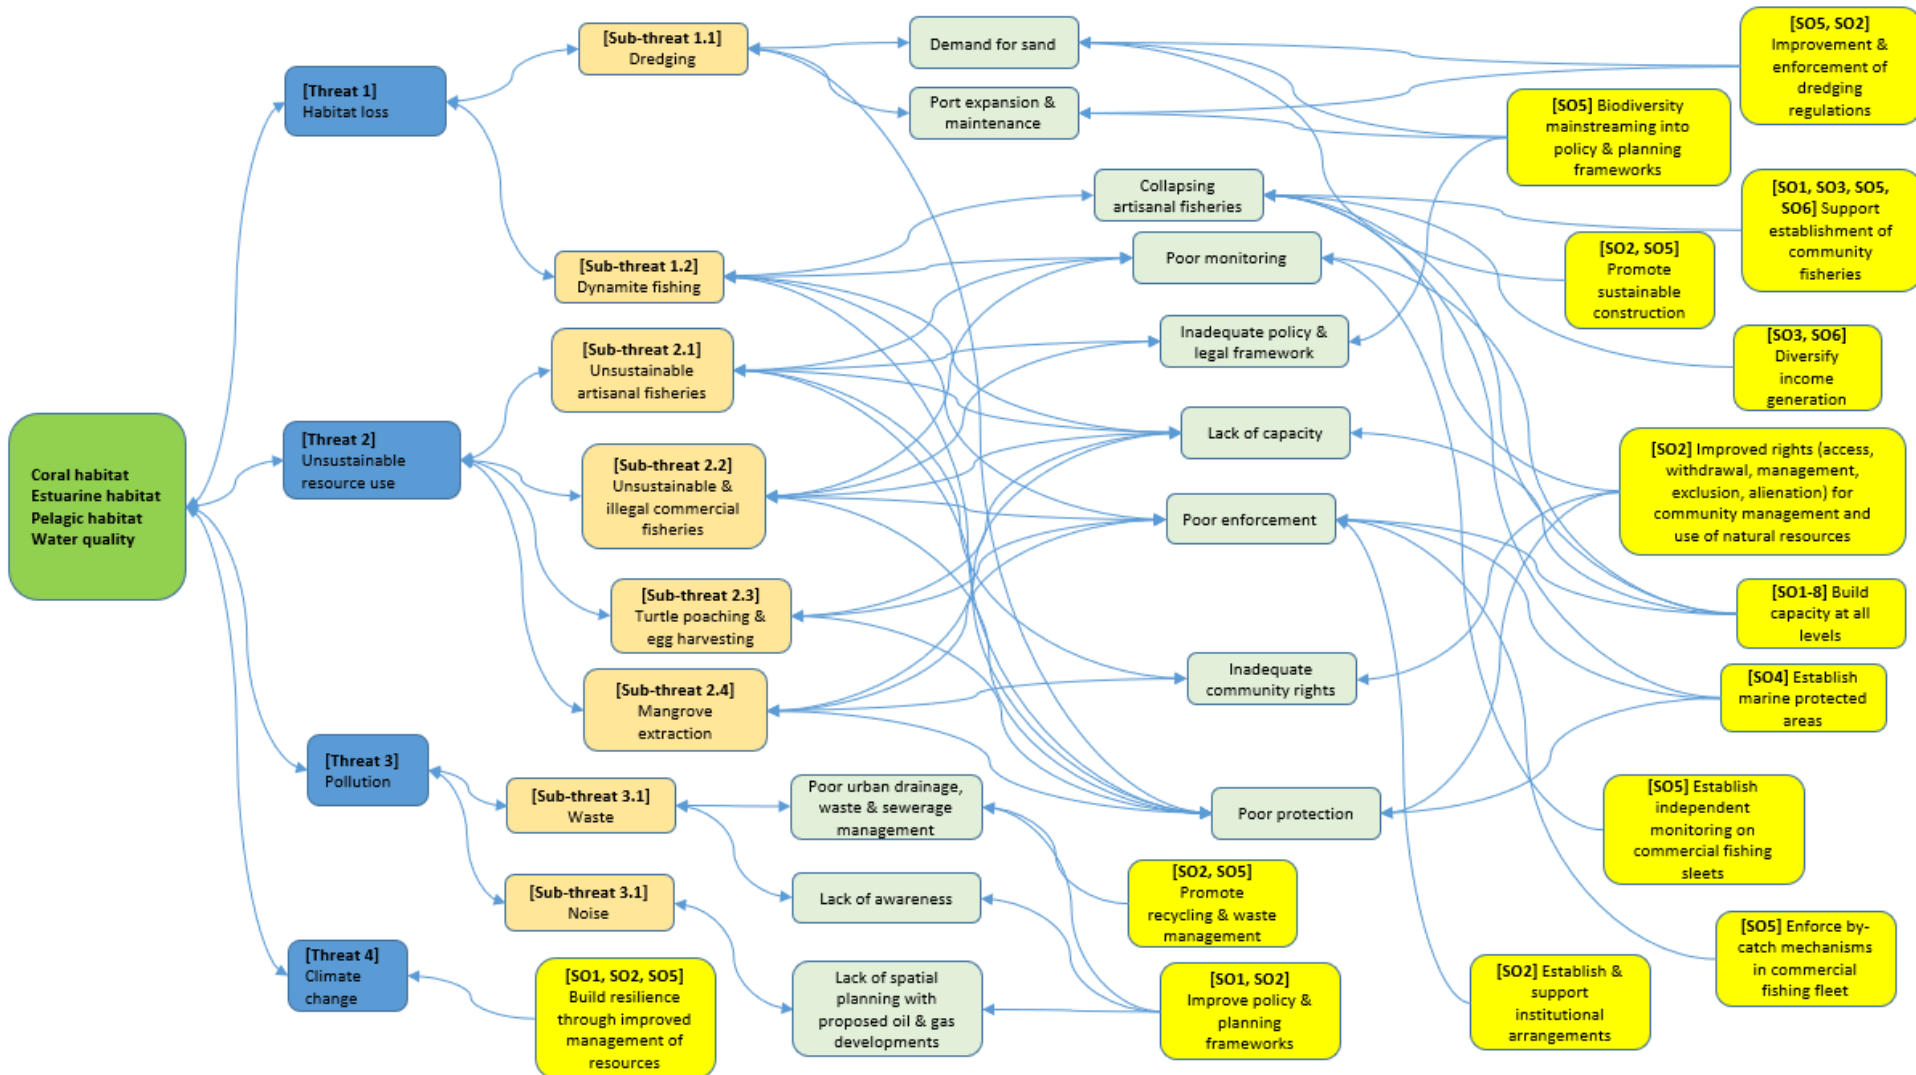 Coral habitat
Estuarine habitat
Pelagic habitat
Water quality
[Threat 1]
Habitat loss
[Threat 2]
Unsustainable
resource use
[Threat 3]
Pollution
[Threat 4]
Climate
change
[Sub-threat 1.1]
Dredging
[Sub-threat 1.2]
Dynamite fishing
[Sub-threat 2.1]
Unsustainable
artisanal fisheries
[Sub-threat 2.2]
Unsustainable &
illegal commercial
fisheries
[Sub-threat 2.3]
Turtle poaching &
egg harvesting
[Sub-threat 2.4]
Mangrove
extraction
[Sub-threat 3.1]
Waste
[Sub-threat 3.1]
Noise
[SO1, SO2, SO5]
Build resilience
through improved
management of
resources
Demand for sand
Port expansion &
maintenance
Collapsing
artisanal fisheries
Poor monitoring
Inadequate policy &
legal framework
Lack of capacity
Poor enforcement
Inadequate
community rights
Poor protection
Poor urban drainage,
waste & sewerage
management
Lack of awareness
Lack of spatial
planning with
proposed oil & gas
developments
[SO2, SO5]
Promote
recycling & waste
management
[SO1, SO2]
Improve policy &
planning
frameworks
[SO5, SO2]
Improvement &
enforcement of
dredging
regulations
[SO5] Biodiversity
mainstreaming into
policy & planning
frameworks
[SO1, SO3, SO5,
SO6] Support
establishment of
community
fisheries
[SO2, SO5]
Promote
sustainable
construction
[SO3, SO6]
Diversify
income
generation
[SO2] Improved rights (access,
withdrawal, management,
exclusion, alienation) for
community management and
use of natural resources
[SO1-8] Build
capacity at all
levels
[SO4] Establish
marine protected
areas
[SO5] Establish
independent
monitoring on
commercial fishing
sleets
[SO5] Enforce by-
catch mechanisms
in commercial
fishing fleet
[SO2] Establish &
support
institutional
arrangements